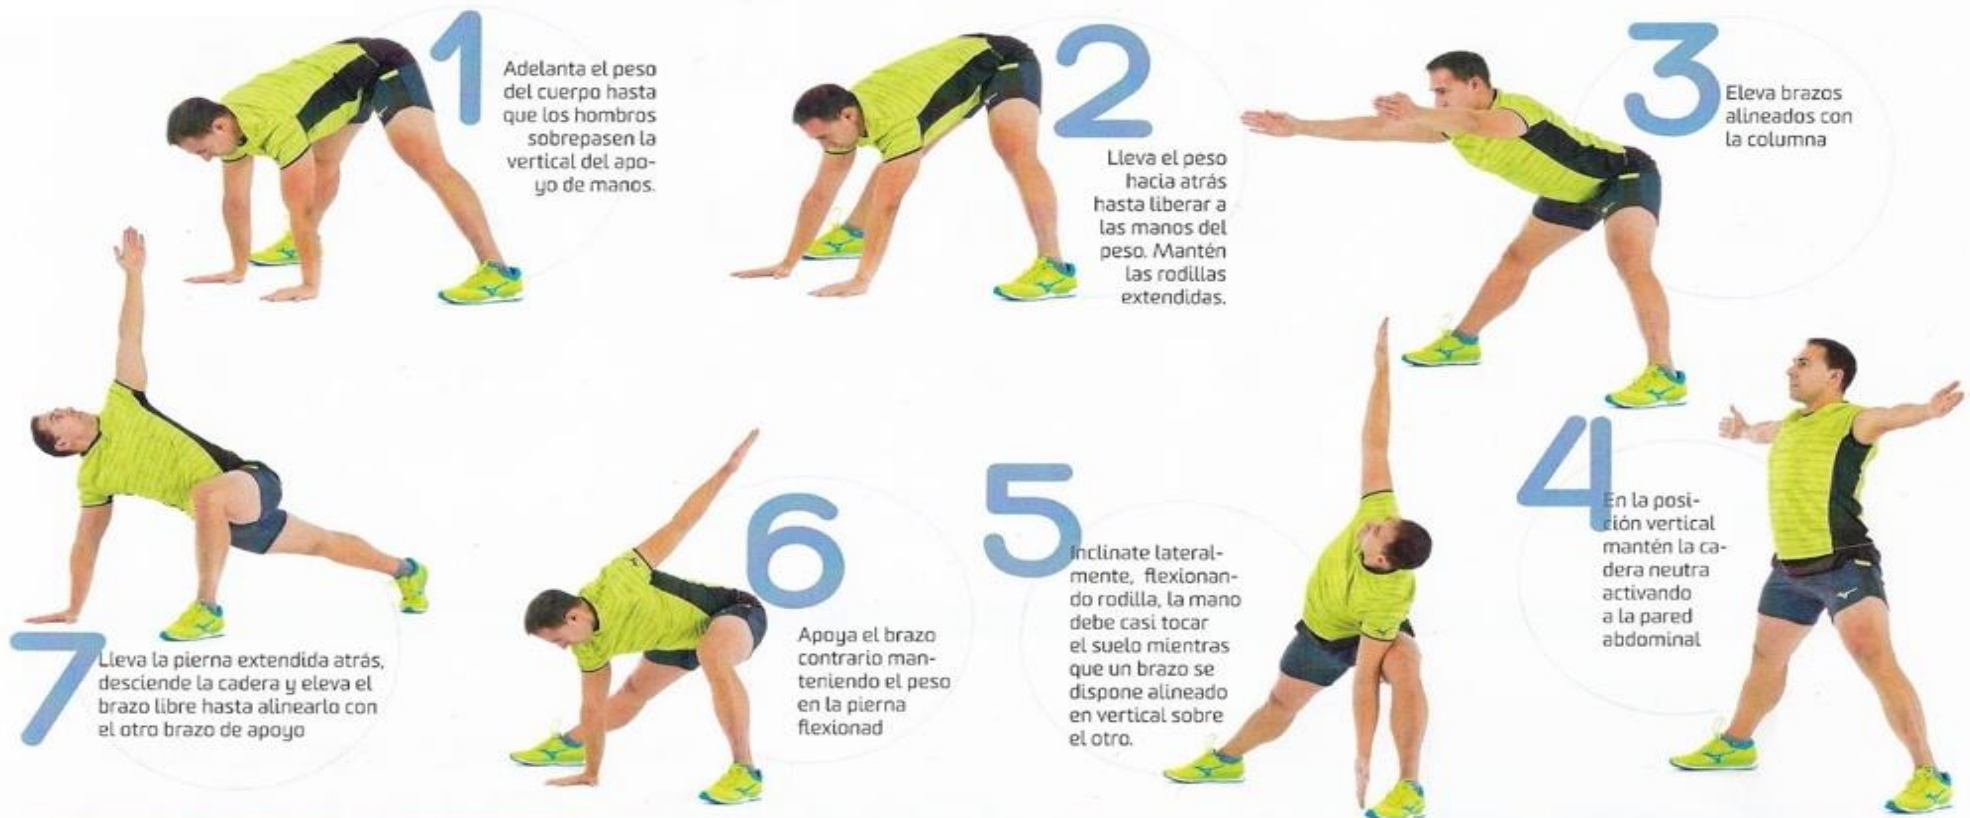 1
Adelanta el peso
del cuerpo hasta
que los hombros
sobrepasen la
vertical del apo-
yo de manos.
2
Lleva el peso
hacia atrás
hasta liberar a
las manos del
peso. Mantén
las rodillas
extendidas.
3
Eleva brazos
alineados con
la columna
4
En la posi-
ción vertical
mantén la ca-
dera neutra
activando
a la pared
abdominal
5
Inclínate lateral-
mente, flexionan-
do rodilla, la mano
debe casi tocar
el suelo mientras
que un brazo se
dispone alineado
en vertical sobre
el otro.
6
Apoya el brazo
contrario man-
teniendo el peso
en la pierna
flexionad
7
Lleva la pierna extendida atrás,
desciende la cadera y eleva el
brazo libre hasta alinearlo con
el otro brazo de apoyo